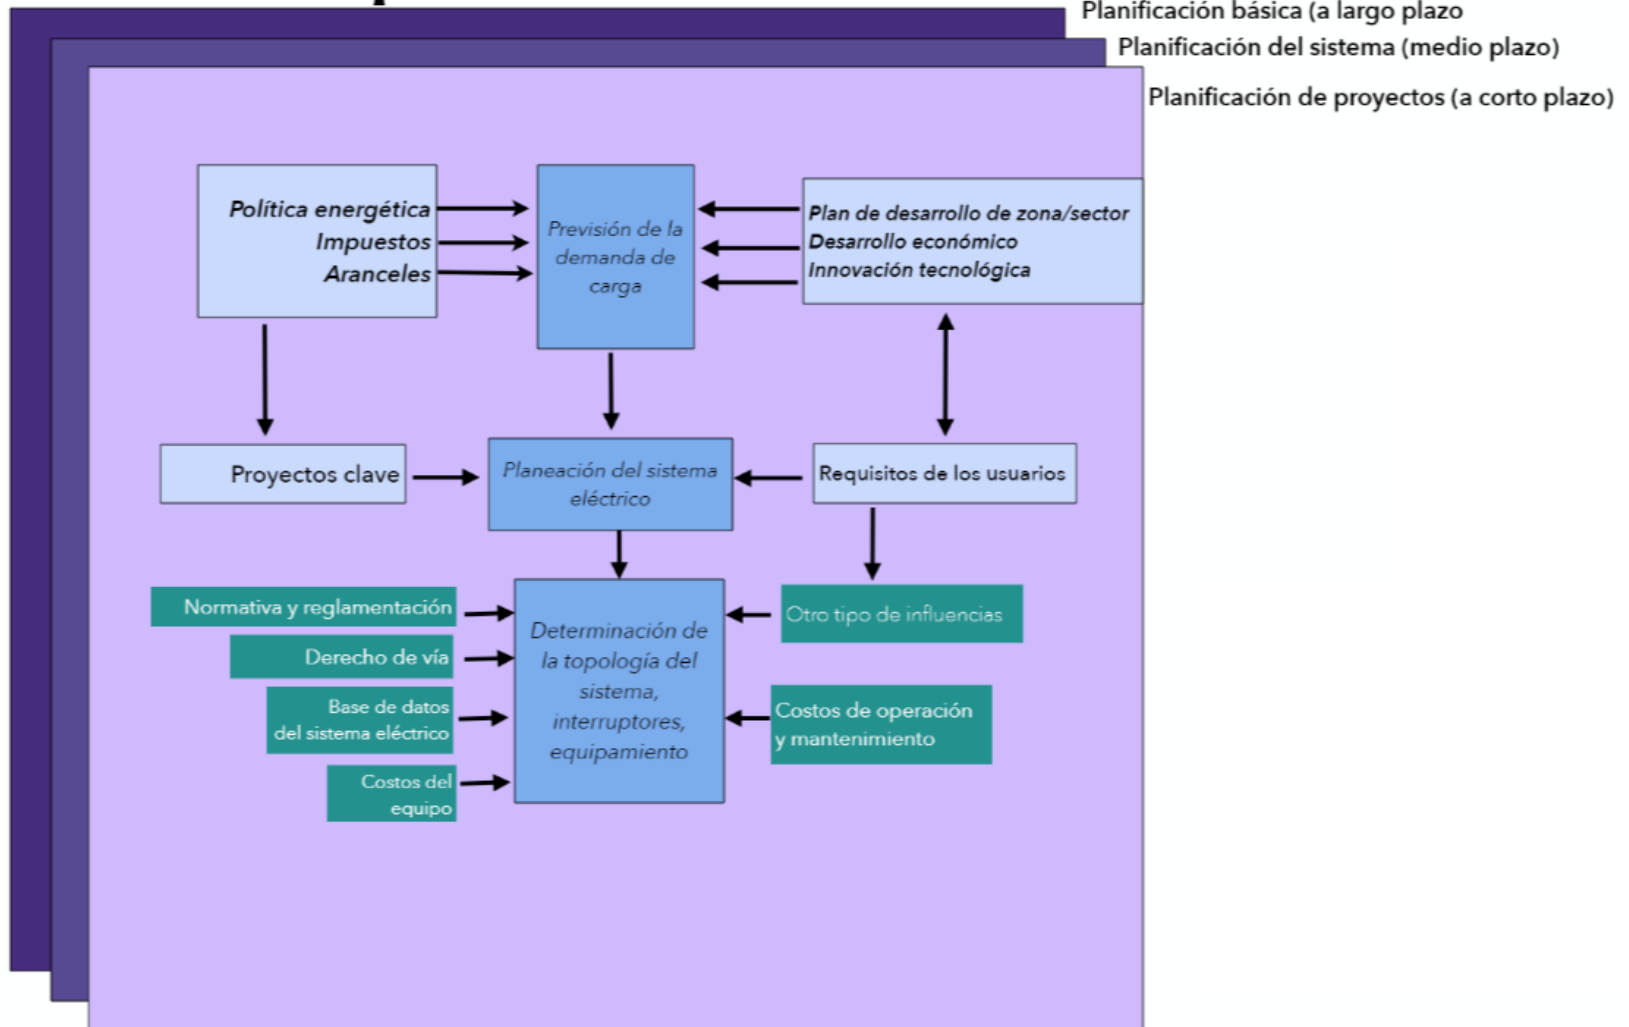 Planificación básica (a largo plazo
Planificación del sistema (medio plazo)
Planificación de proyectos (a corto plazo)
Política energética
Impuestos
Aranceles
Previsión de la
demanda de
carga
Plan de desarrollo de zona/sector
Desarrollo económico
Innovación tecnológica
Proyectos clave
Planeación del sistema
eléctrico
Requisitos de los usuarios
Normativa y reglamentación
Derecho de vía
Base de datos
del sistema eléctrico
Costos del
equipo
Determinación de
la topología del
sistema,
interruptores,
equipamiento
Otro tipo de influencias
Costos de operación
y mantenimiento